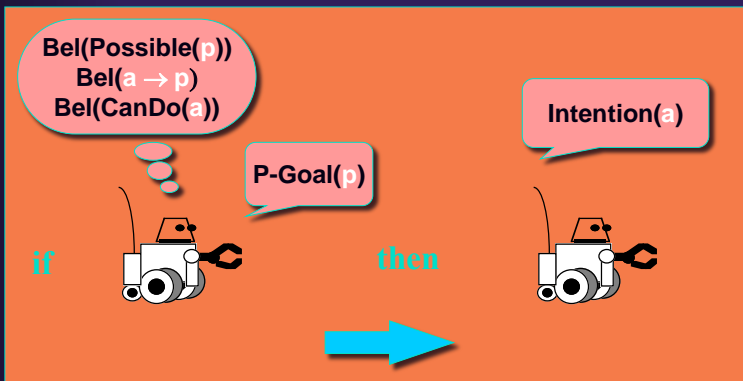 Bel(Possible(p))
Bel(a → p)
Bel(CanDo(a))
P-Goal(p)
Intention(a)
if
then